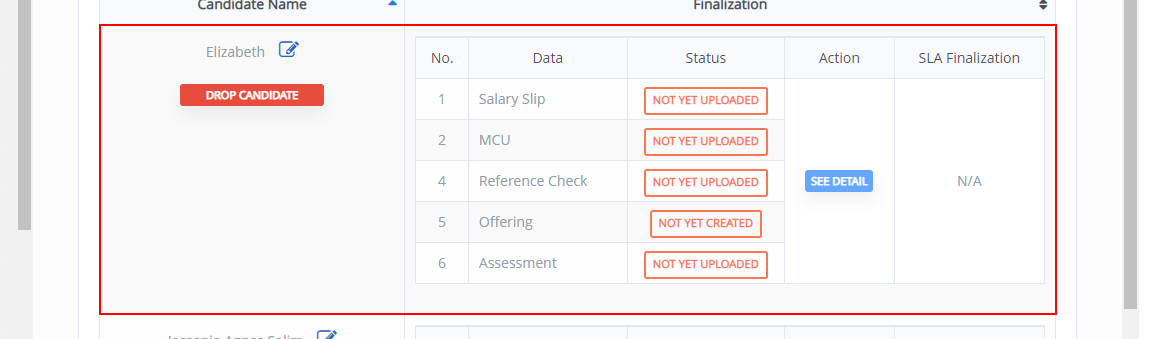 Candidate Name Finalization
Elizabeth
DROP CANDIDATE
No. Data Status Action SLA Finalization
1 Salary Slip NOT YET UPLOADED
2 MCU NOT YET UPLOADED
4 Reference Check NOT YET UPLOADED SEE DETAIL N/A
5 Offering NOT YET CREATED
6 Assessment NOT YET UPLOADED